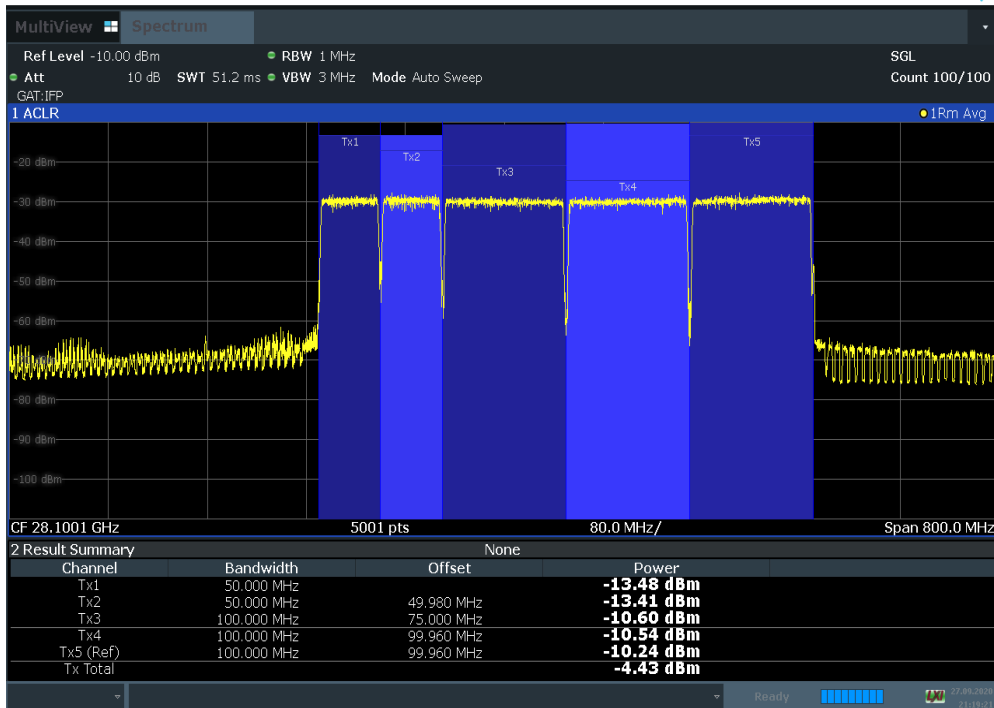 MultiView Spectrum
Ref Level -10.00 dBm RBW 1 MHz SGL
Att 10 dB SWT 51.2 ms VBW 3 MHz Mode Auto Sweep Count 100/100
GAT:IFP
1 ACLR 1Rm Avg
Tx1 Tx5
Tx2
-20 dBm
Tx3
Tx4
-30 dBm
-40 dBm
-50 dBm
-60 dBm
-80 dBm
-90 dBm
-100 dBm
CF 28.1001 GHz 5001 pts 80.0 MHz/ Span 800.0 MHz
2 Result Summary None
Channel Bandwidth Offset Power
Tx1 50.000 MHz -13.48 dBm
Tx2 50.000 MHz 49.980 MHz -13.41 dBm
Tx3 100.000 MHz 75.000 MHz -10.60 dBm
Tx4 100.000 MHz 99.960 MHz -10.54 dBm
Tx5 (Ref) 100.000 MHz 99.960 MHz -10.24 dBm
Tx Total -4.43 dBm
Ready LXI 27.09.2020
21:19:21